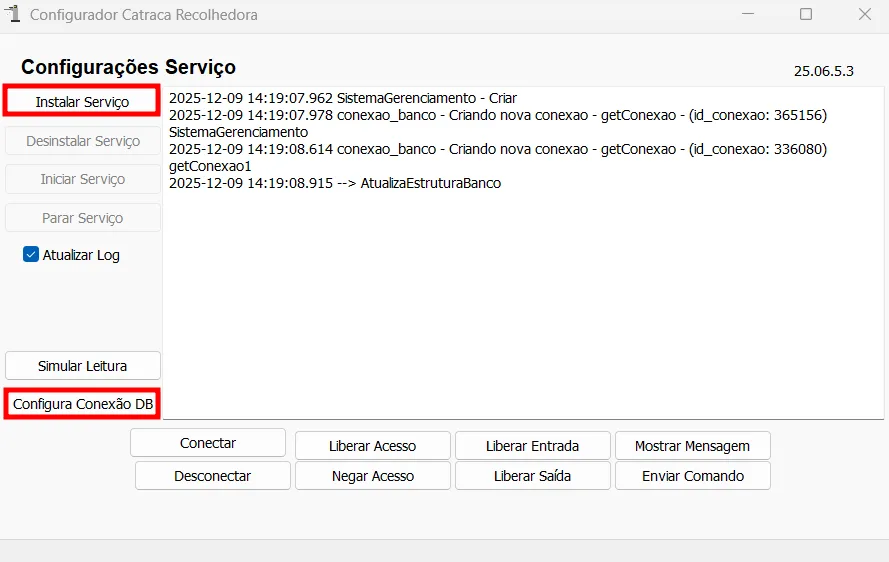 Configurador Catraca Recolhedora
Configurações Serviço
25.06.5.3
Instalar Serviço
Desinstalar Serviço
Iniciar Serviço
Parar Serviço
Atualizar Log
Simular Leitura
Configura Conexão DB
2025-12-09 14:19:07.962 SistemaGerenciamento - Criar
2025-12-09 14:19:07.978 conexao_banco - Criando nova conexao - getConexao - (id_conexao: 365156)
SistemaGerenciamento
2025-12-09 14:19:08.614 conexao_banco - Criando nova conexao - getConexao - (id_conexao: 336080)
getConexao1
2025-12-09 14:19:08.915 --> AtualizaEstruturaBanco
Conectar
Liberar Acesso
Liberar Entrada
Mostrar Mensagem
Desconectar
Negar Acesso
Liberar Saída
Enviar Comando